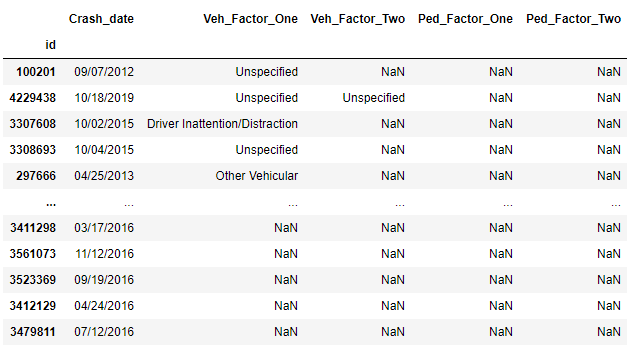 Crash_date Veh_Factor_One Veh_Factor_Two Ped_Factor_One Ped_Factor_Two
id
100201 09/07/2012 Unspecified NaN NaN NaN
4229438 10/18/2019 Unspecified Unspecified NaN NaN
3307608 10/02/2015 Driver Inattention/Distraction NaN NaN NaN
3308693 10/04/2015 Unspecified NaN NaN NaN
297666 04/25/2013 Other Vehicular NaN NaN NaN
... ... ... ... ... ...
3411298 03/17/2016 NaN NaN NaN NaN
3561073 11/12/2016 NaN NaN NaN NaN
3523369 09/19/2016 NaN NaN NaN NaN
3412129 04/24/2016 NaN NaN NaN NaN
3479811 07/12/2016 NaN NaN NaN NaN